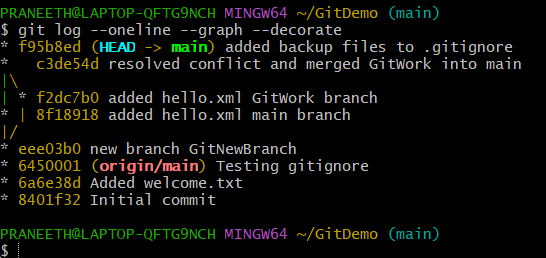 PRANEETH@LAPTOP-QFTG9NCH MINGW64 ~/GitDemo (main)
$ git log --oneline --graph --decorate
* f95b8ed (HEAD -> main) added backup files to .gitignore
*   c3de54d resolved conflict and merged GitWork into main
|\
| * f2dc7b0 added hello.xml GitWork branch
* | 8f18918 added hello.xml main branch
|/
* eee03b0 new branch GitNewBranch
* 6450001 (origin/main) Testing gitignore
* 6a6e38d Added welcome.txt
* 8401f32 Initial commit
PRANEETH@LAPTOP-QFTG9NCH MINGW64 ~/GitDemo (main)
$